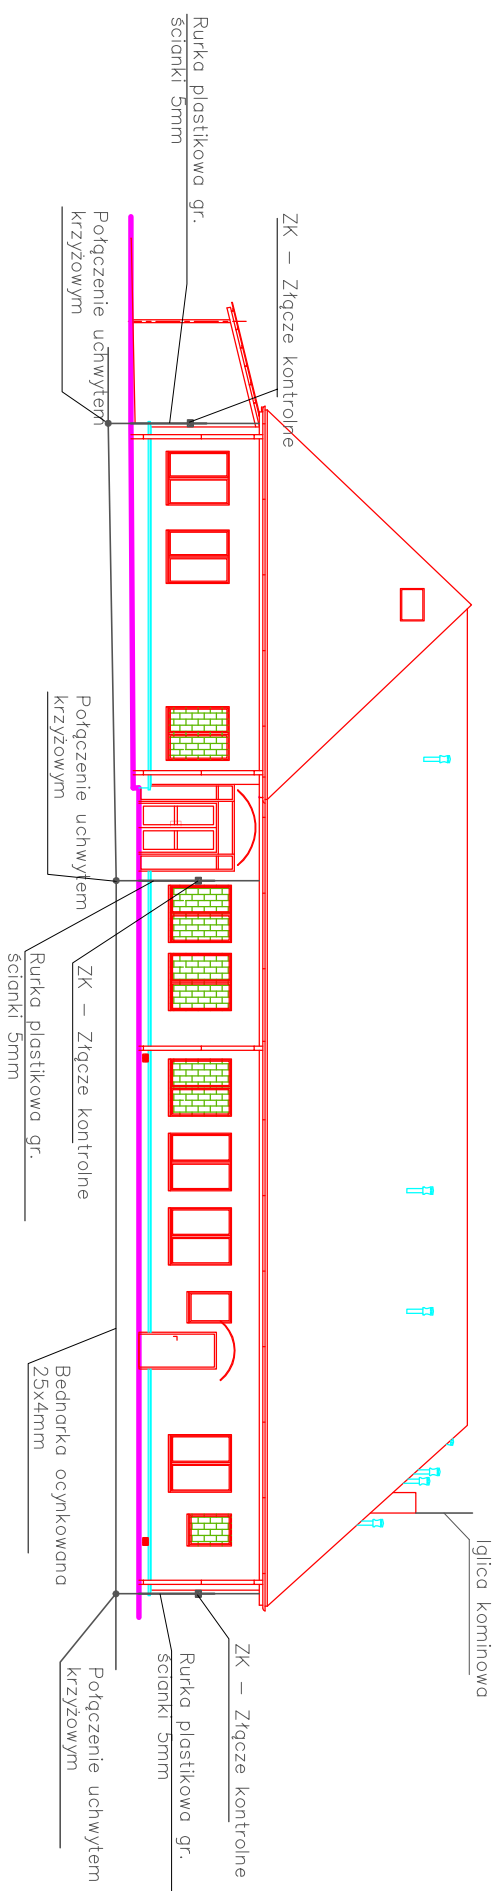 Rurka plastikowa gr.
ścianki 5mm
ZK – Złącze kontrolne
Połączenie uchwytem
krzyżowym
Połączenie uchwytem
krzyżowym
ZK – Złącze kontrolne
Rurka plastikowa gr.
ścianki 5mm
Bednarka ocynkowana
25x4mm
Iglica kominowa
ZK – Złącze kontrolne
Rurka plastikowa gr.
ścianki 5mm
Połączenie uchwytem
krzyżowym